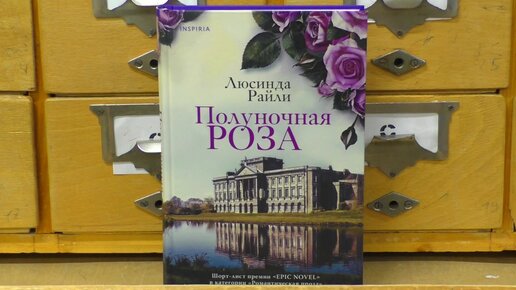 INSPIRIA
Люсинда
Райли
Полуночная
РОЗА
Шорт-лист премии «EPIC NOVEL»
в категории «Романтическая проза»